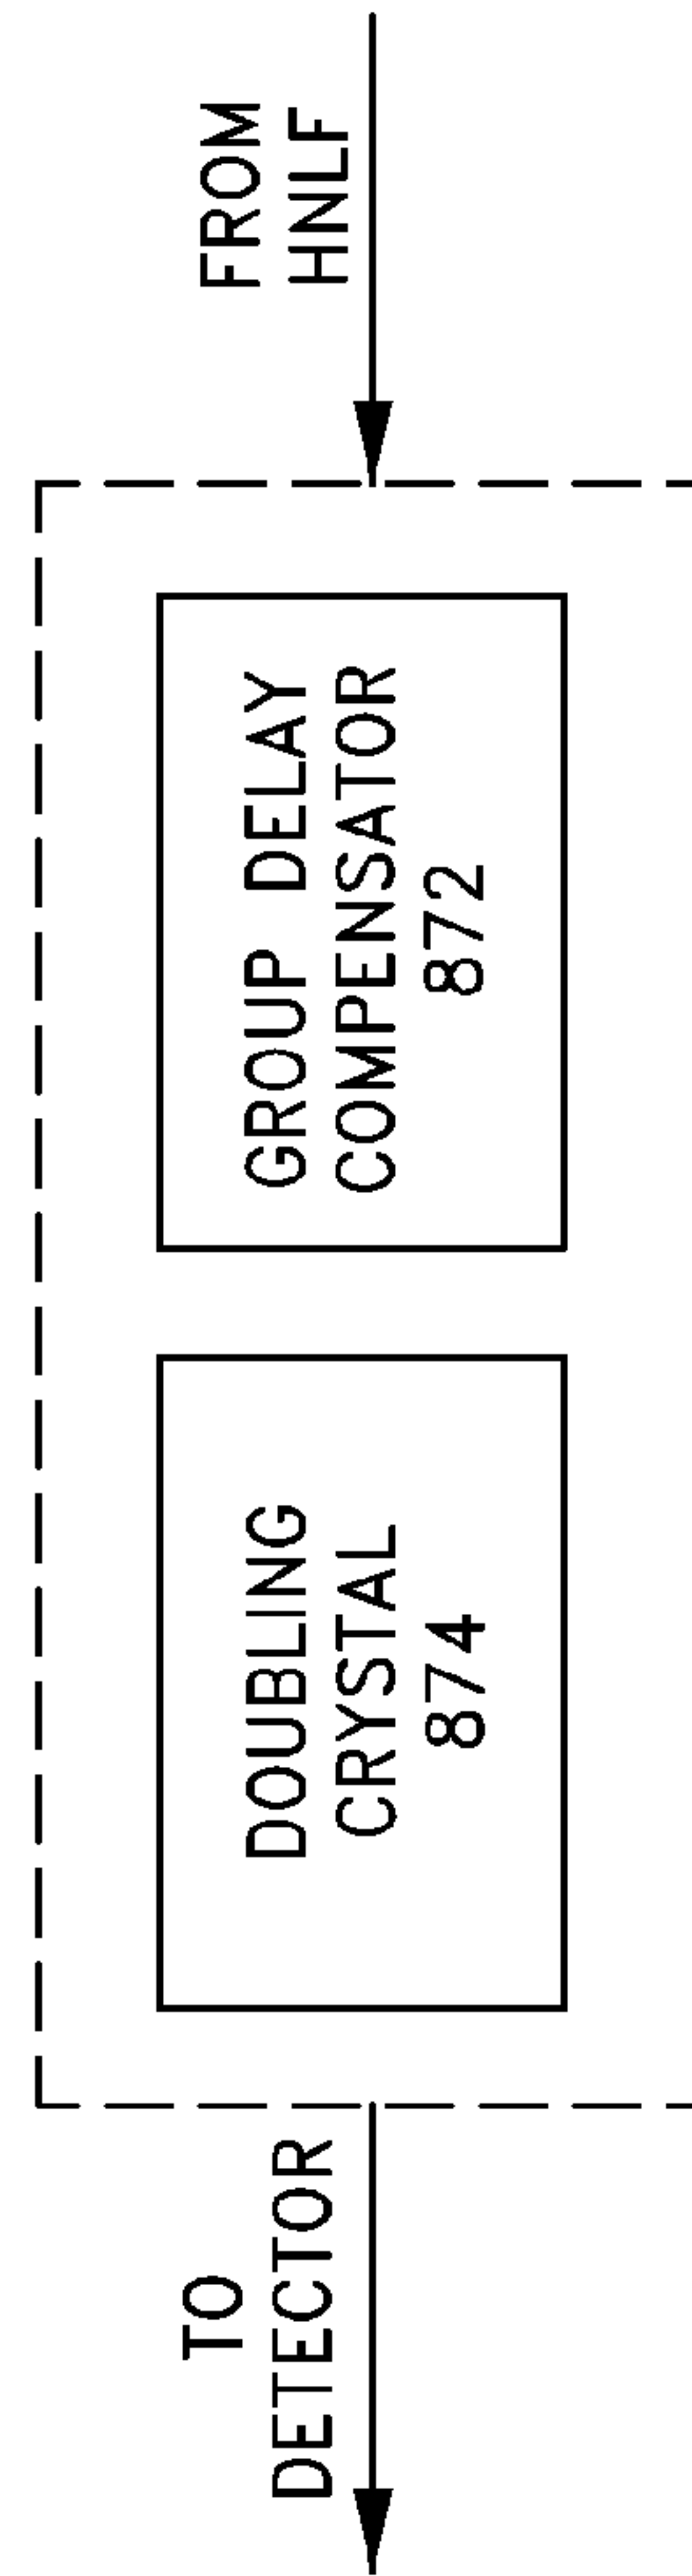 TO
DETECTOR
DOUBLING
CRYSTAL
874
GROUP DELAY
COMPENSATOR
872
FROM
HNLF